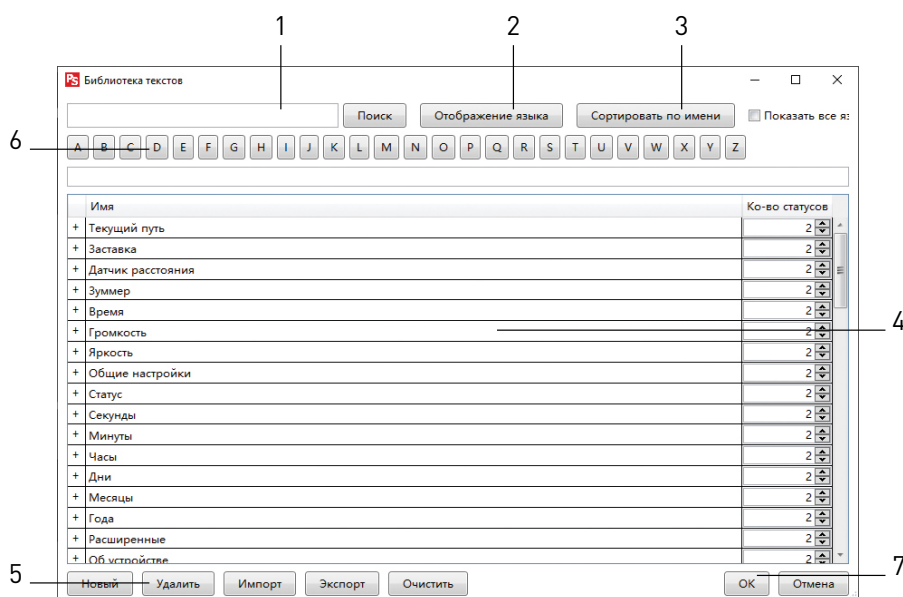 1 2 3
PS Библиотека текстов
Поиск Отображение языка Сортировать по имени Показать все яз
6
A B C D E F G H I J K L M N O P Q R S T U V W X Y Z
Имя Ко-во статусов
+ Текущий путь 2
+ Заставка 2
+ Датчик расстояния 2
+ Зуммер 2
+ Время 2
+ Громкость 2
4
+ Яркость 2
+ Общие настройки 2
+ Статус 2
+ Секунды 2
+ Минуты 2
+ Часы 2
+ Дни 2
+ Месяцы 2
+ Года 2
+ Расширенные 2
+ Об устройстве 2
5 Новый Удалить Импорт Экспорт Очистить OK Отмена 7